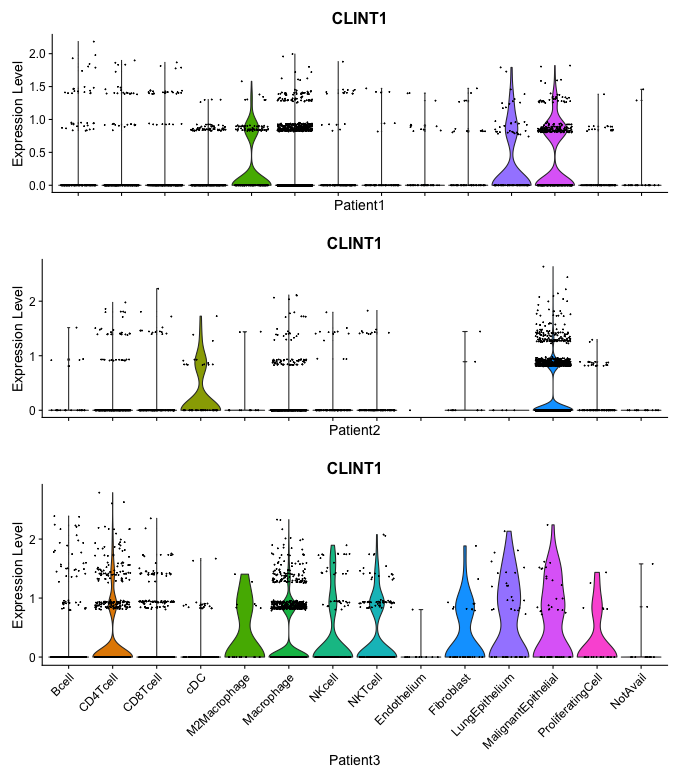 CLINT1
Expression Level
2.0
1.5
1.0
0.5
0.0
Patient1
CLINT1
Expression Level
2
1
0
Patient2
CLINT1
Expression Level
2
1
0
Bcell
CD4Tcell
CD8Tcell
cDC
M2Macrophage
Macrophage
NKcell
NKTcell
Endothelium
Fibroblast
LungEpithelium
MalignantEpithelial
ProliferatingCell
NotAvail
Patient3